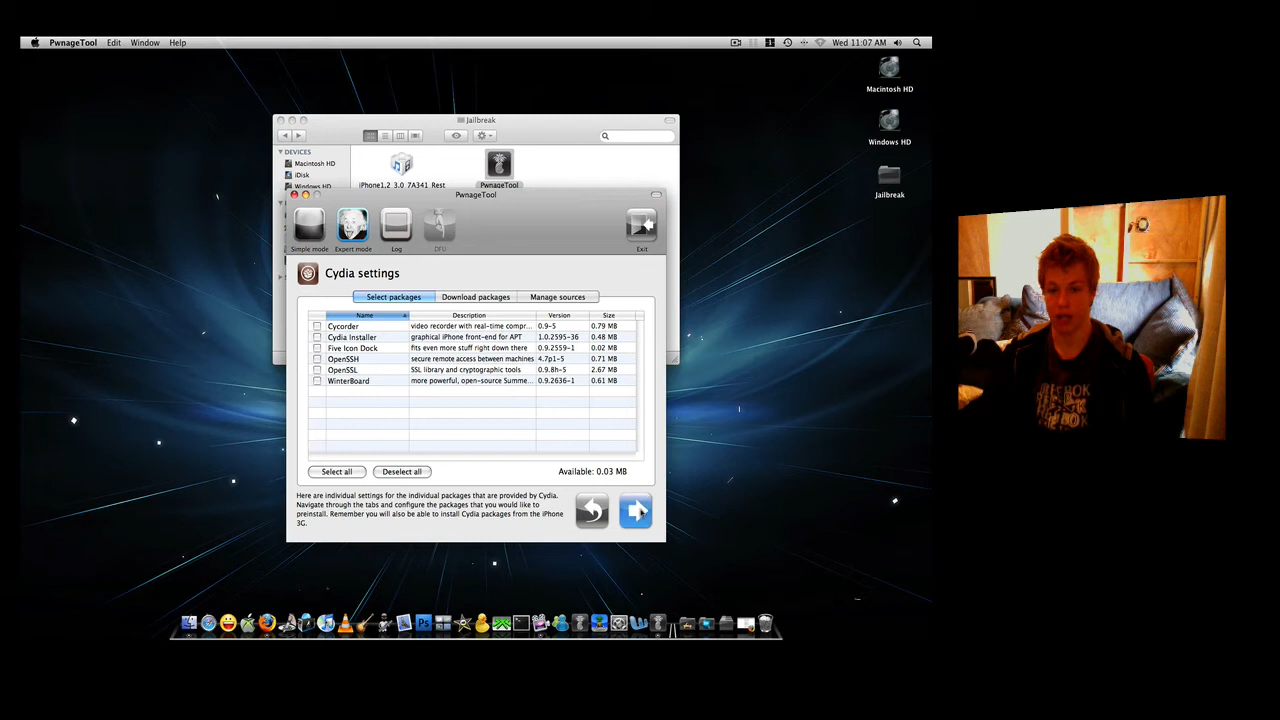 PwnageTool Edit Window Help
Wed 11:07 AM
Macintosh HD
Windows HD
Jailbreak
Jailbreak
DEVICES
Macintosh HD
iDisk
Windows HD
iPhone1,2_3.0_7A341_Rest
PwnageTool
PwnageTool
Simple mode
Expert mode
Log
DFU
Exit
Cydia settings
Select packages
Download packages
Manage sources
Name Description Version Size
Cycorder video recorder with real-time compr... 0.9-5 0.79 MB
Cydia Installer graphical iPhone front-end for APT 1.0.2595-36 0.48 MB
Five Icon Dock fits even more stuff right down there 0.9.2559-1 0.02 MB
OpenSSH secure remote access between machines 4.7p1-5 0.71 MB
OpenSSL SSL library and cryptographic tools 0.9.8h-5 2.67 MB
WinterBoard more powerful, open-source Summe... 0.9.2636-1 0.61 MB
Select all
Deselect all
Available: 0.03 MB
Here are individual settings for the individual packages that are provided by Cydia.
Navigate through the tabs and configure the packages that you would like to
preinstall. Remember you will also be able to install Cydia packages from the iPhone
3G.
Ps